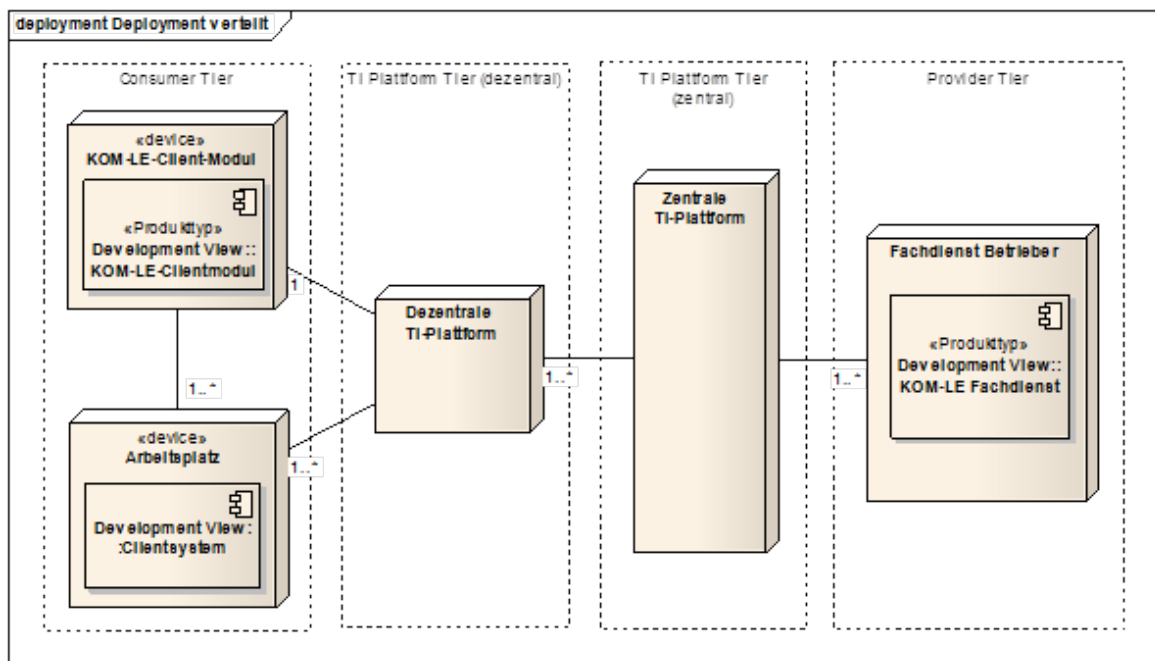 deployment Deployment verteilt
Consumer Tier
TI Plattform Tier (dezentral)
TI Plattform Tier
(zentral)
Provider Tier
«device»
KOM-LE-Client-Modul
«Produkttyp»
Development View::
KOM-LE-Clientmodul
1
1..*
«device»
Arbeitsplatz
Development View:
:Clientsystem
1..*
Dezentrale
TI-Plattform
1..*
Zentrale
TI-Plattform
1..*
Fachdienst Betrieber
«Produkttyp»
Development View::
KOM-LE Fachdienst